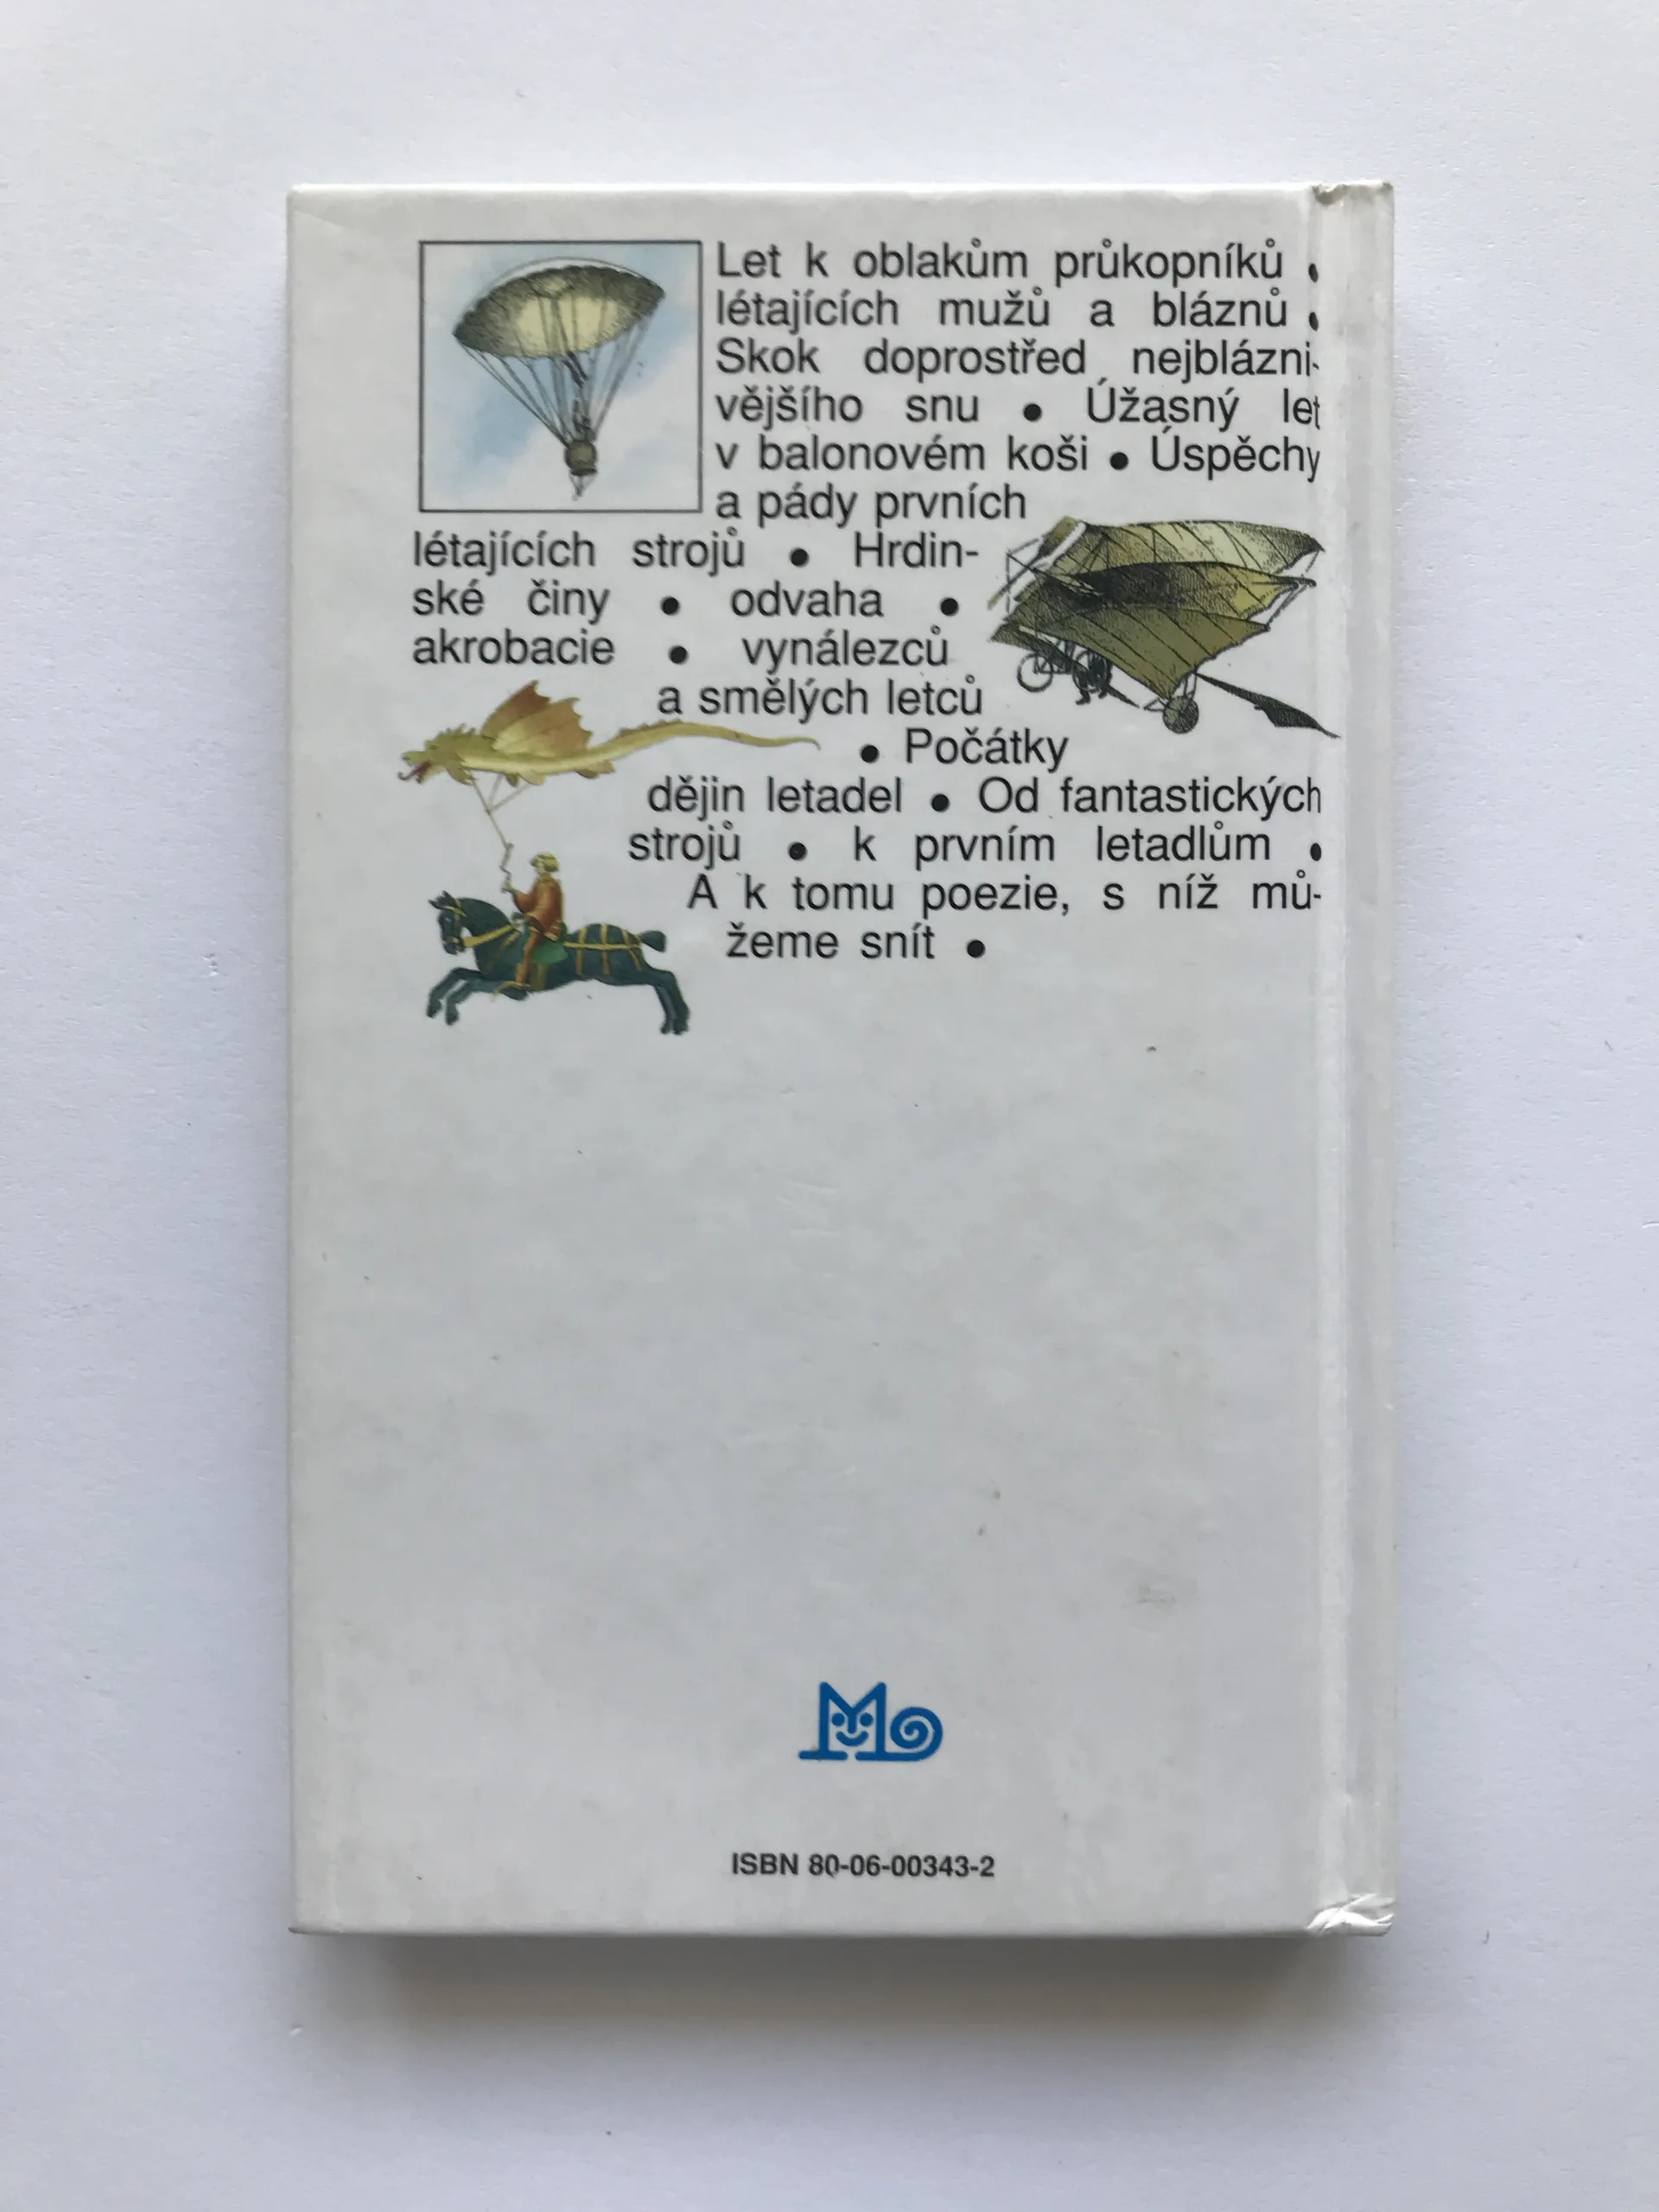 Let k oblakům průkopníků •
létajících mužů a bláznů •
Skok doprostřed nejblázni-
vějšího snu • Úžasný let
v balonovém koši • Úspěchy
a pády prvních
létajících strojů • Hrdin-
ské činy • odvaha •
akrobacie • vynálezců
a smělých letců
• Počátky
dějin letadel • Od fantastických
strojů • k prvním letadlům •
A k tomu poezie, s níž mů-
žeme snít •
ISBN 80-06-00343-2